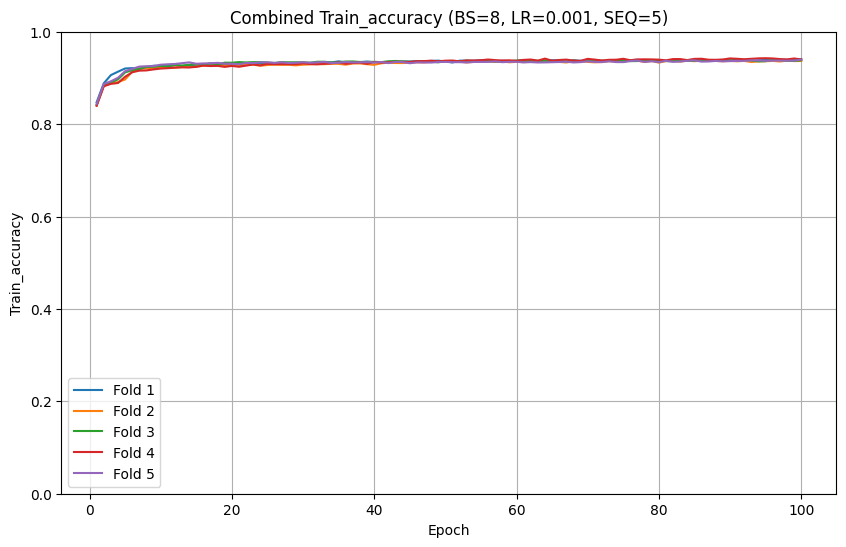 Combined Train_accuracy (BS=8, LR=0.001, SEQ=5)
Train_accuracy
1.0
0.8
0.6
0.4
0.2
0.0
Fold 1
Fold 2
Fold 3
Fold 4
Fold 5
0 20 40 60 80 100
Epoch